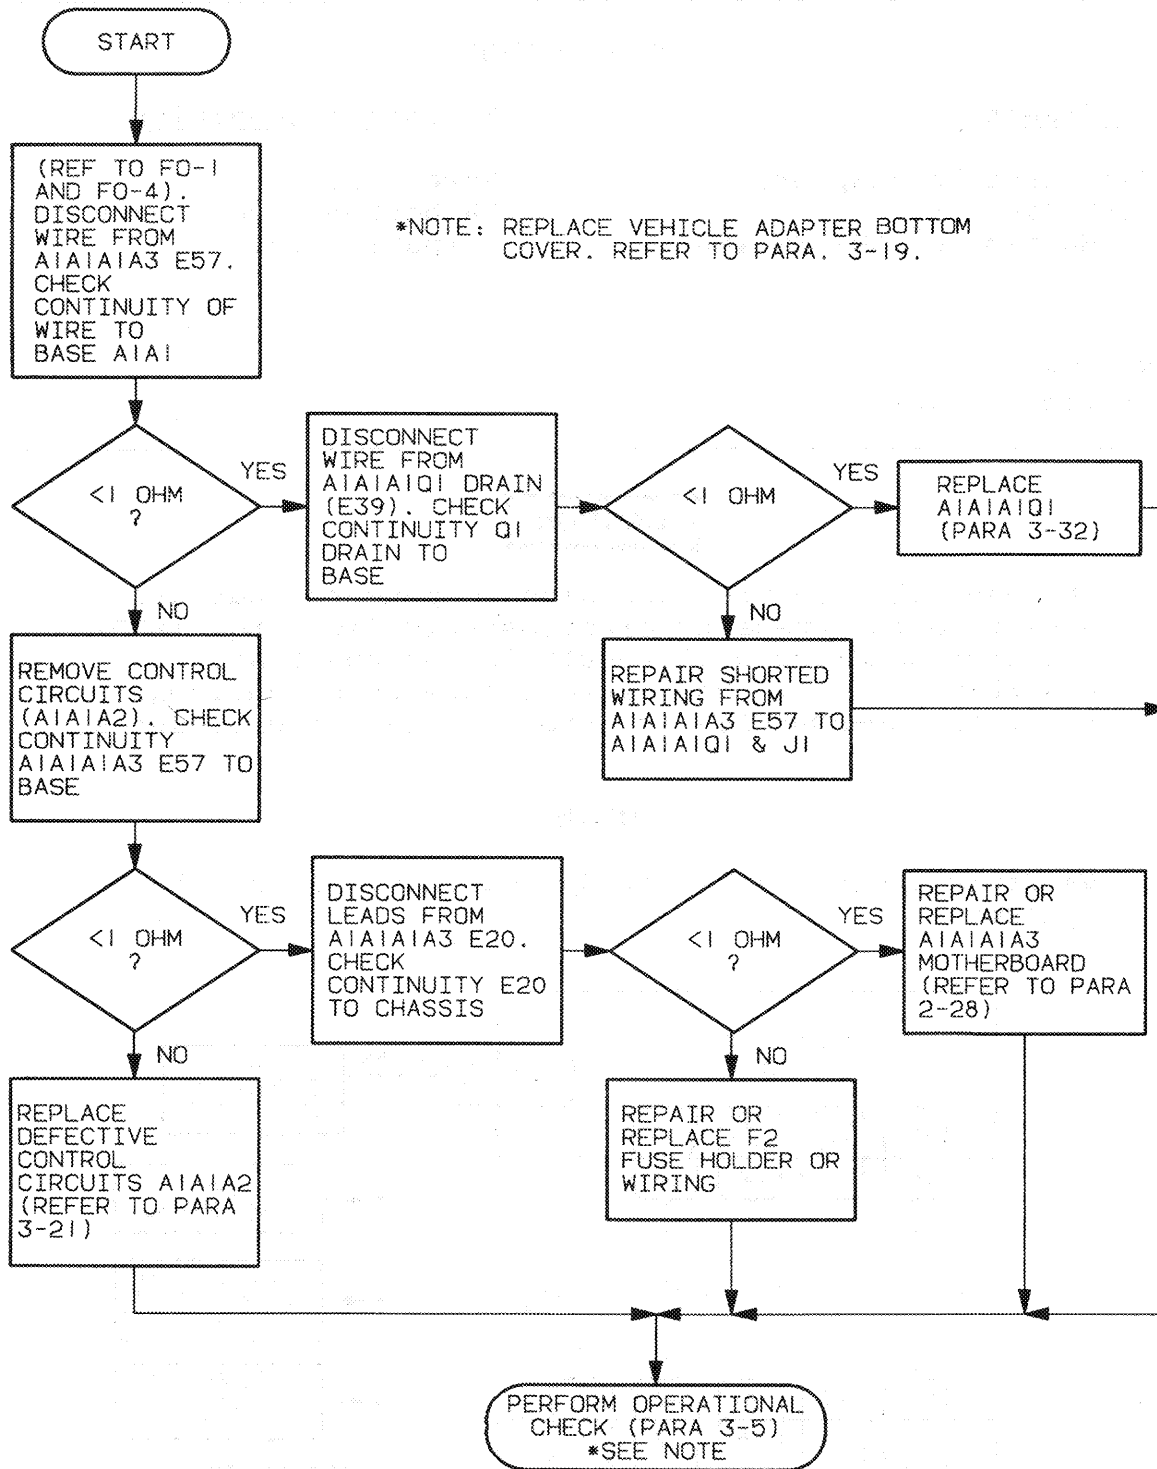 START
(REF TO FO-1
AND FO-4).
DISCONNECT
WIRE FROM
A1A1A1A3 E57.
CHECK
CONTINUITY OF
WIRE TO
BASE A1A1
*NOTE: REPLACE VEHICLE ADAPTER BOTTOM
COVER. REFER TO PARA. 3-19.
<1 OHM
?
YES
DISCONNECT
WIRE FROM
A1A1A1Q1 DRAIN
(E39). CHECK
CONTINUITY Q1
DRAIN TO
BASE
<1 OHM
YES
REPLACE
A1A1A1Q1
(PARA 3-32)
NO
NO
REMOVE CONTROL
CIRCUITS
(A1A1A2). CHECK
CONTINUITY
A1A1A1A3 E57 TO
BASE
REPAIR SHORTED
WIRING FROM
A1A1A1A3 E57 TO
A1A1A1Q1 & J1
<1 OHM
?
YES
DISCONNECT
LEADS FROM
A1A1A1A3 E20.
CHECK
CONTINUITY E20
TO CHASSIS
<1 OHM
?
YES
REPAIR OR
REPLACE
A1A1A1A3
MOTHERBOARD
(REFER TO PARA
2-28)
NO
NO
REPLACE
DEFECTIVE
CONTROL
CIRCUITS A1A1A2
(REFER TO PARA
3-21)
REPAIR OR
REPLACE F2
FUSE HOLDER OR
WIRING
PERFORM OPERATIONAL
CHECK (PARA 3-5)
*SEE NOTE